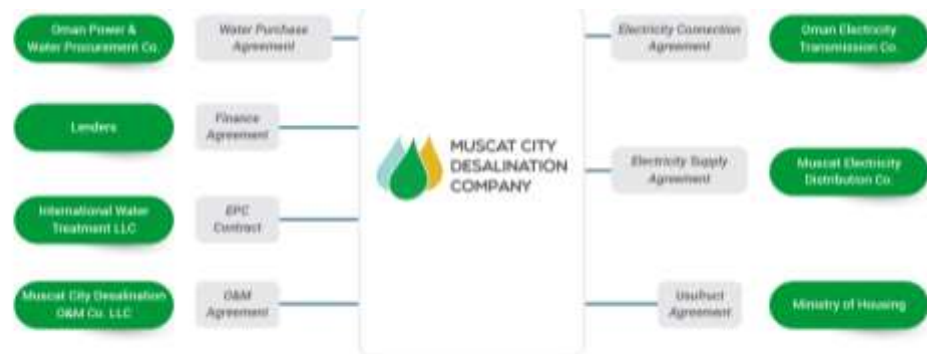 Oman Power &
Water Procurement Co.
Water Purchase
Agreement
Lenders
Finance
Agreement
International Water
Treatment LLC
EPC
Contract
Muscat City Desalination
O&M Co. LLC
O&M
Agreement
MUSCAT CITY
DESALINATION
COMPANY
Electricity Connection
Agreement
Oman Electricity
Transmission Co.
Electricity Supply
Agreement
Muscat Electricity
Distribution Co.
Usufruct
Agreement
Ministry of Housing